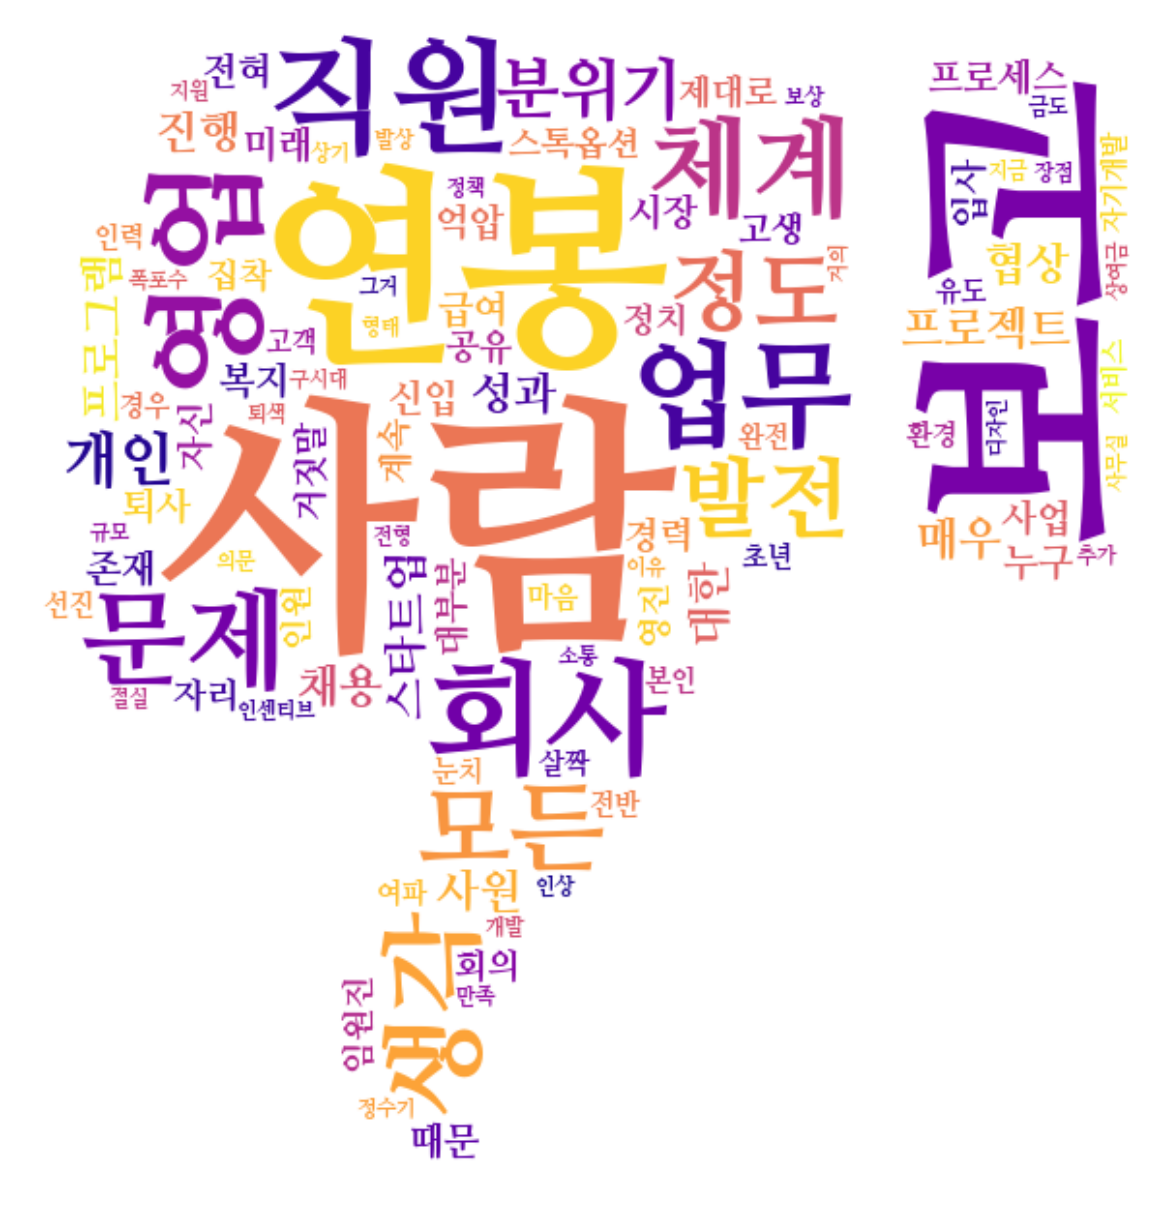 전혀
직원
분위기
제대로
보상
지원
진행
미래
상기
발상
스톡옵션
체계
영업
연봉
정책
억압
시장
고생
인력
폭포수
집착
그거
급여
형태
정도
거의
프로그램
고객
공유
정치
복지
구시대
신입
성과
업무
경우
퇴색
자신
거짓말
계속
개인
사람
완전
발전
퇴사
규모
전형
경력
초년
존재
의문
이유
선진
문제
인원
스타트업
대부분
마음
영진
대한
소통
절실
자리
인센티브
채용
회사
본인
눈치
살짝
모든
전반
여파
사원
인상
생각
개발
회의
만족
임원진
정수기
때문
프로세스
금도
보고
입사
지금
장점
자기개발
협상
유도
상여금
프로젝트
환경
디자인
서비스
사무실
매우
사업
누구
추가